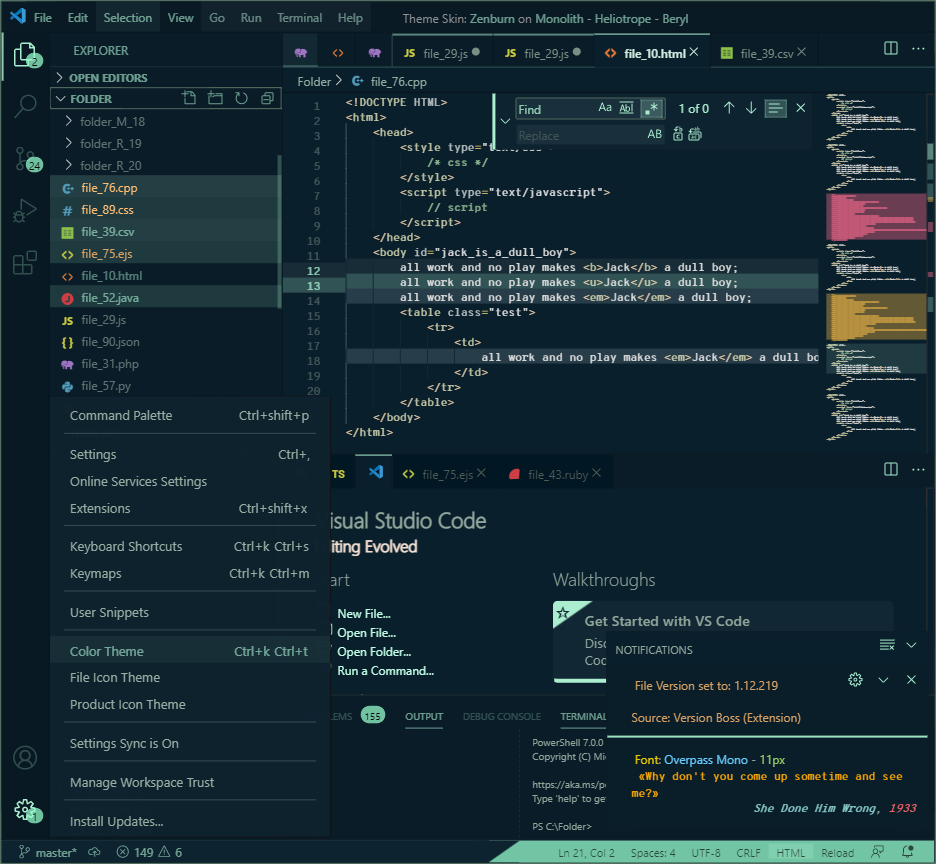 File Edit Selection View Go Run Terminal Help Theme Skin: Zenburn on Monolith - Heliotrope - Beryl
2
24
1
EXPLORER
OPEN EDITORS
FOLDER
folder_M_18
folder_R_19
folder_R_20
file_76.cpp
file_89.css
file_39.csv
file_75.ejs
file_10.html
file_52.java
JS file_29.js
{ } file_90.json
file_31.php
file_57.py
JS file_29.js JS file_29.js file_10.html file_39.csv
Folder file_76.cpp
Find Aa Abl .* 1 of 0
Replace AB
1 <!DOCTYPE HTML>
2 <html>
3 <head>
4 <style type="text/css"
5 /* css */
6 </style>
7 <script type="text/javascript">
8 // script
9 </script>
10 </head>
11 <body id="jack_is_a_dull_boy">
12 all work and no play makes <b>Jack</b> a dull boy;
13 all work and no play makes <u>Jack</u> a dull boy;
14 all work and no play makes <em>Jack</em> a dull boy;
15 <table class="test">
16 <tr>
17 <td>
18 all work and no play makes <em>Jack</em> a dull bo
19 </td>
20 </tr>
</table>
</body>
</html>
Command Palette Ctrl+shift+p
Settings Ctrl+,
Online Services Settings
Extensions Ctrl+shift+x
Keyboard Shortcuts Ctrl+k Ctrl+s
Keymaps Ctrl+k Ctrl+m
User Snippets
Color Theme Ctrl+k Ctrl+t
File Icon Theme
Product Icon Theme
Settings Sync is On
Manage Workspace Trust
Install Updates...
TS file_75.ejs file_43.ruby
isual Studio Code
iting Evolved
art
New File...
Open File...
Open Folder...
Run a Command...
Walkthroughs
Get Started with VS Code
Disc
Coc
NOTIFICATIONS
File Version set to: 1.12.219
Source: Version Boss (Extension)
Font: Overpass Mono - 11px
«Why don't you come up sometime and see
me?»
She Done Him Wrong, 1933
LEMS 155 OUTPUT DEBUG CONSOLE TERMINAL
PowerShell 7.0.0
Copyright (C) Mi
https://aka.ms/po
Type 'help' to get
PS C:\Folder>
master* 149 6 Ln 21, Col 2 Spaces: 4 UTF-8 CRLF HTML Reload